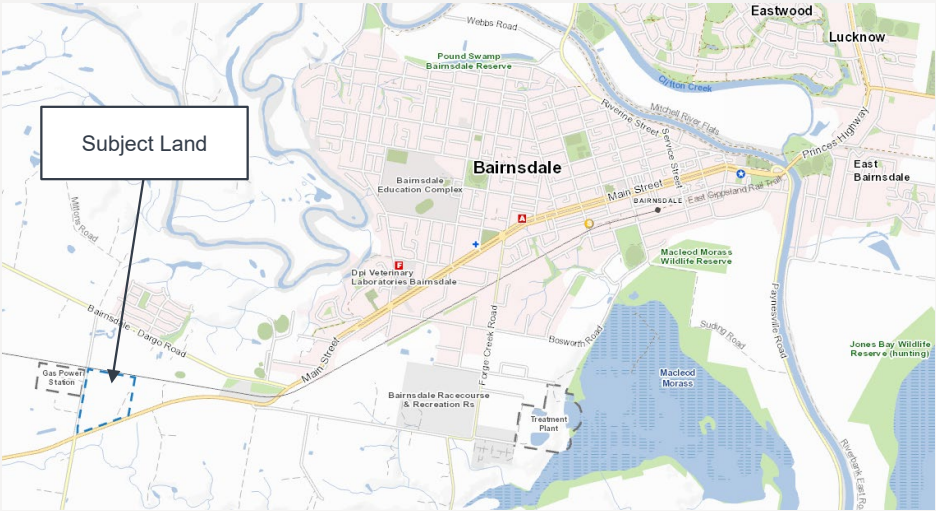 Eastwood
Webbs Road
Lucknow
Pound Swamp
Bairnsdale Reserve
Clifton Creek
Mitchell River Flats
Riverine Street
Subject Land
Princes Highway
Service Street
Bairnsdale
East
Bairnsdale
Bairnsdale
Education Complex
Main Street
East Gippsland Rail Trail
BAIRNSDALE
Mittons Road
A
Macleod Morass
Wildlife Reserve
F
Dpi Veterinary
Laboratories Bairnsdale
Paynesville Road
Bairnsdale - Dargo Road
Forge Creek Road
Bosworth Road
Suding Road
Jones Bay Wildlife
Reserve (hunting)
Main Street
Gas Power
Station
Macleod
Morass
Bairnsdale Racecourse
& Recreation Rs
Treatment
Plant
Riverbank East Ro